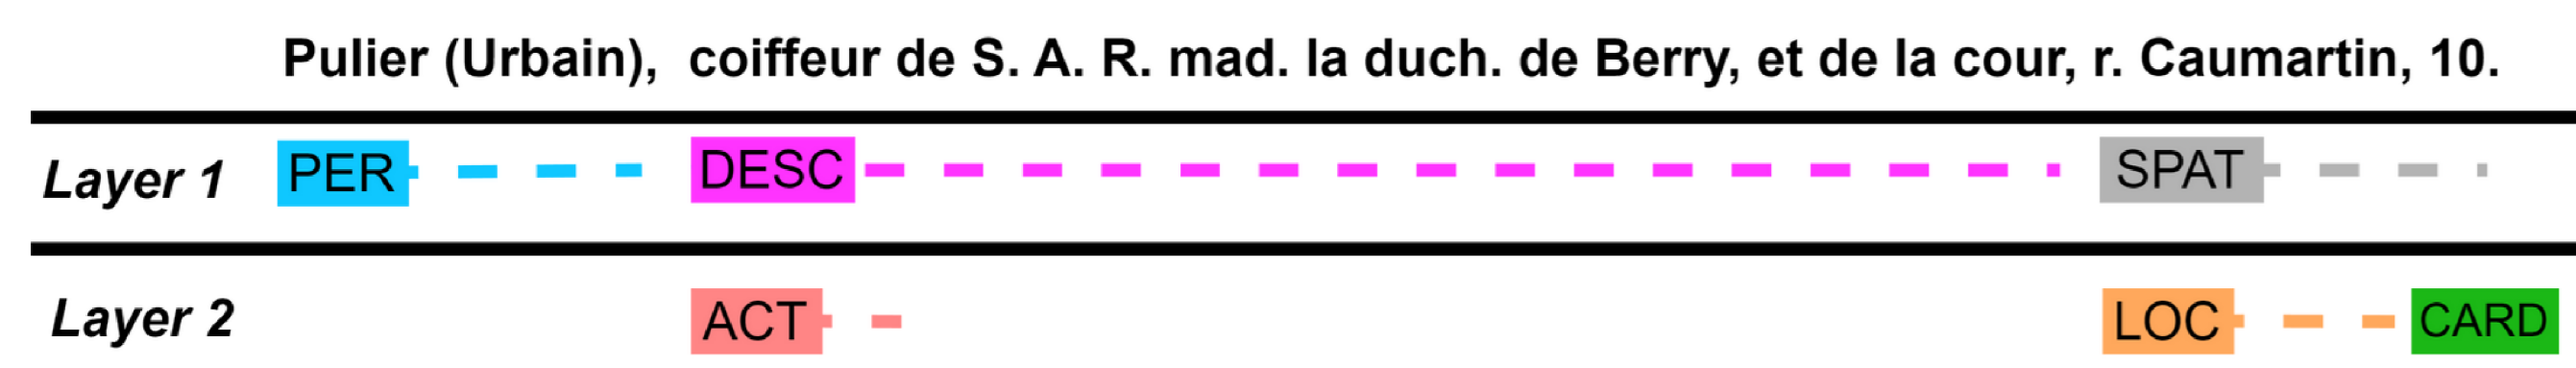 Pulier (Urbain), coiffeur de S. A. R. mad. la duch. de Berry, et de la cour, r. Caumartin, 10.
Layer 1 PER DESC SPAT
Layer 2 ACT LOC CARD